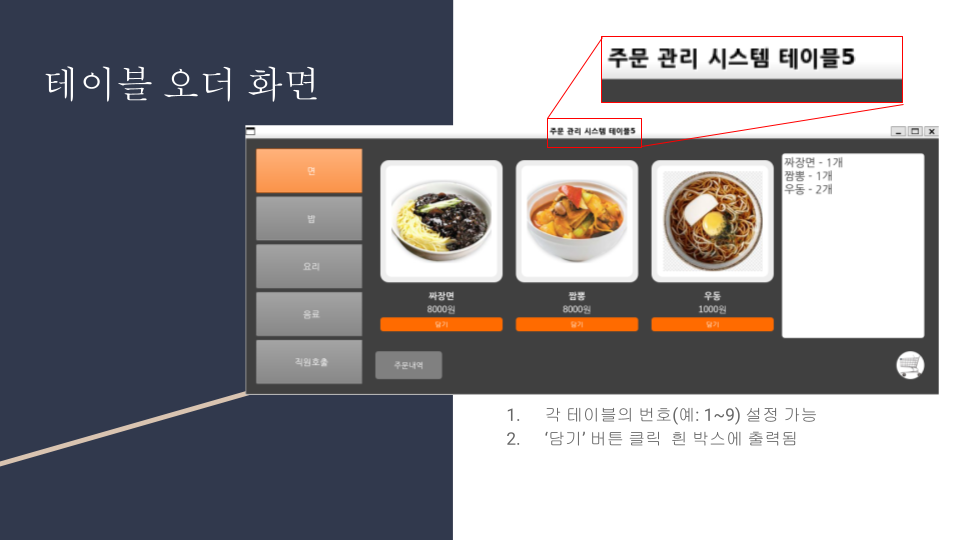 테이블 오더 화면
주문 관리 시스템 테이블5
주문 관리 시스템 테이블5
면
밥
요리
음료
직원호출
짜장면
8000원
담기
짬뽕
8000원
담기
우동
1000원
담기
짜장면 - 1개
짬뽕 - 1개
우동 - 2개
주문내역
1. 각 테이블의 번호(예: 1~9) 설정 가능
2. ‘담기’ 버튼 클릭 흰 박스에 출력됨